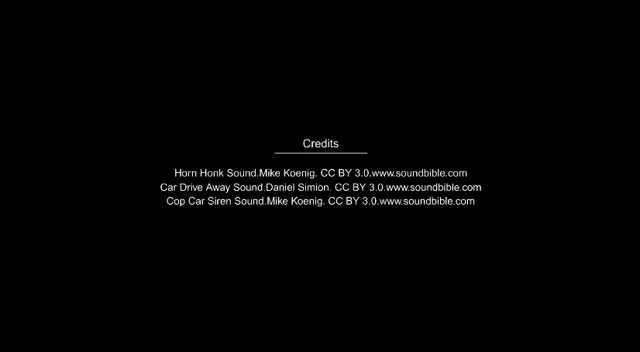 Credits
Horn Honk Sound.Mike Koenig. CC BY 3.0.www.soundbible.com
Car Drive Away Sound.Daniel Simion. CC BY 3.0.www.soundbible.com
Cop Car Siren Sound.Mike Koenig. CC BY 3.0.www.soundbible.com